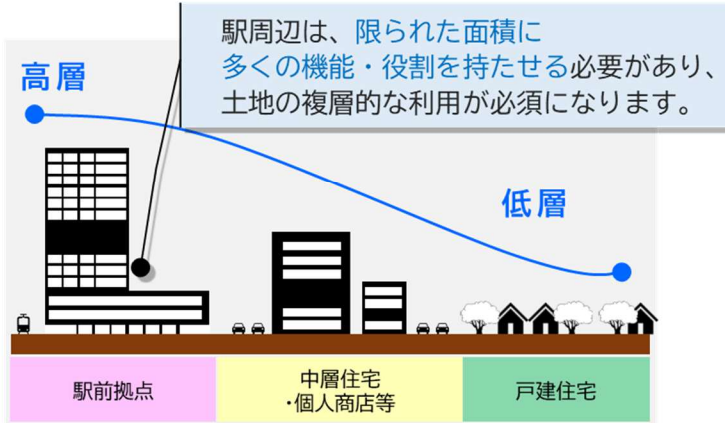 駅周辺は、限られた面積に
多くの機能・役割を持たせる必要があり、
土地の複層的な利用が必須になります。
高層
低層
駅前拠点
中層住宅
・個人商店等
戸建住宅